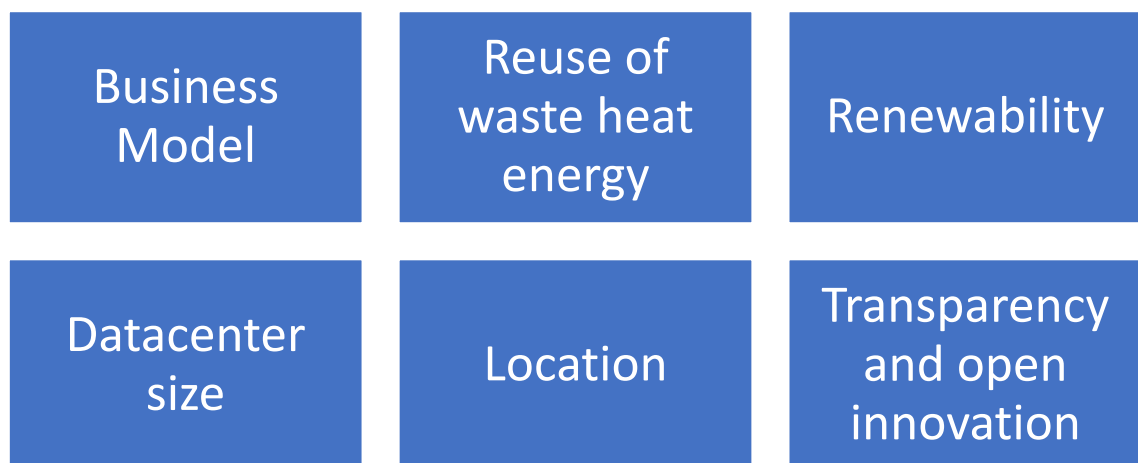 Business
Model
Reuse of
waste heat
energy
Renewability
Datacenter
size
Location
Transparency
and open
innovation